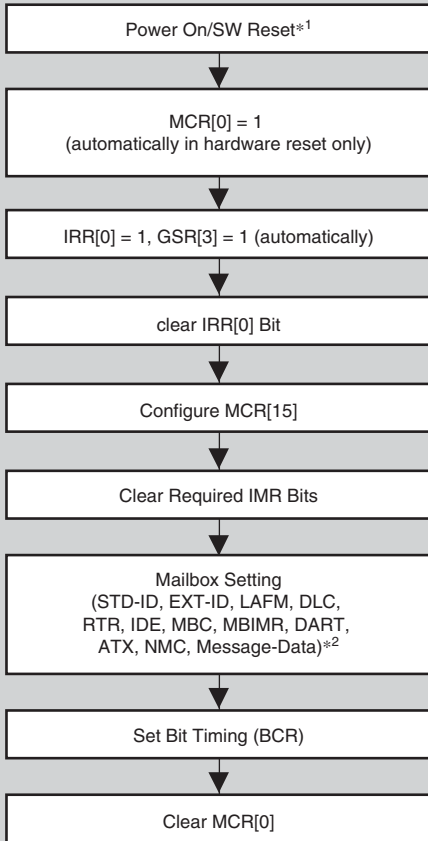 Power On/SW Reset*1
MCR[0] = 1
(automatically in hardware reset only)
IRR[0] = 1, GSR[3] = 1 (automatically)
clear IRR[0] Bit
Configure MCR[15]
Clear Required IMR Bits
Mailbox Setting
(STD-ID, EXT-ID, LAFM, DLC,
RTR, IDE, MBC, MBIMR, DART,
ATX, NMC, Message-Data)*2
Set Bit Timing (BCR)
Clear MCR[0]